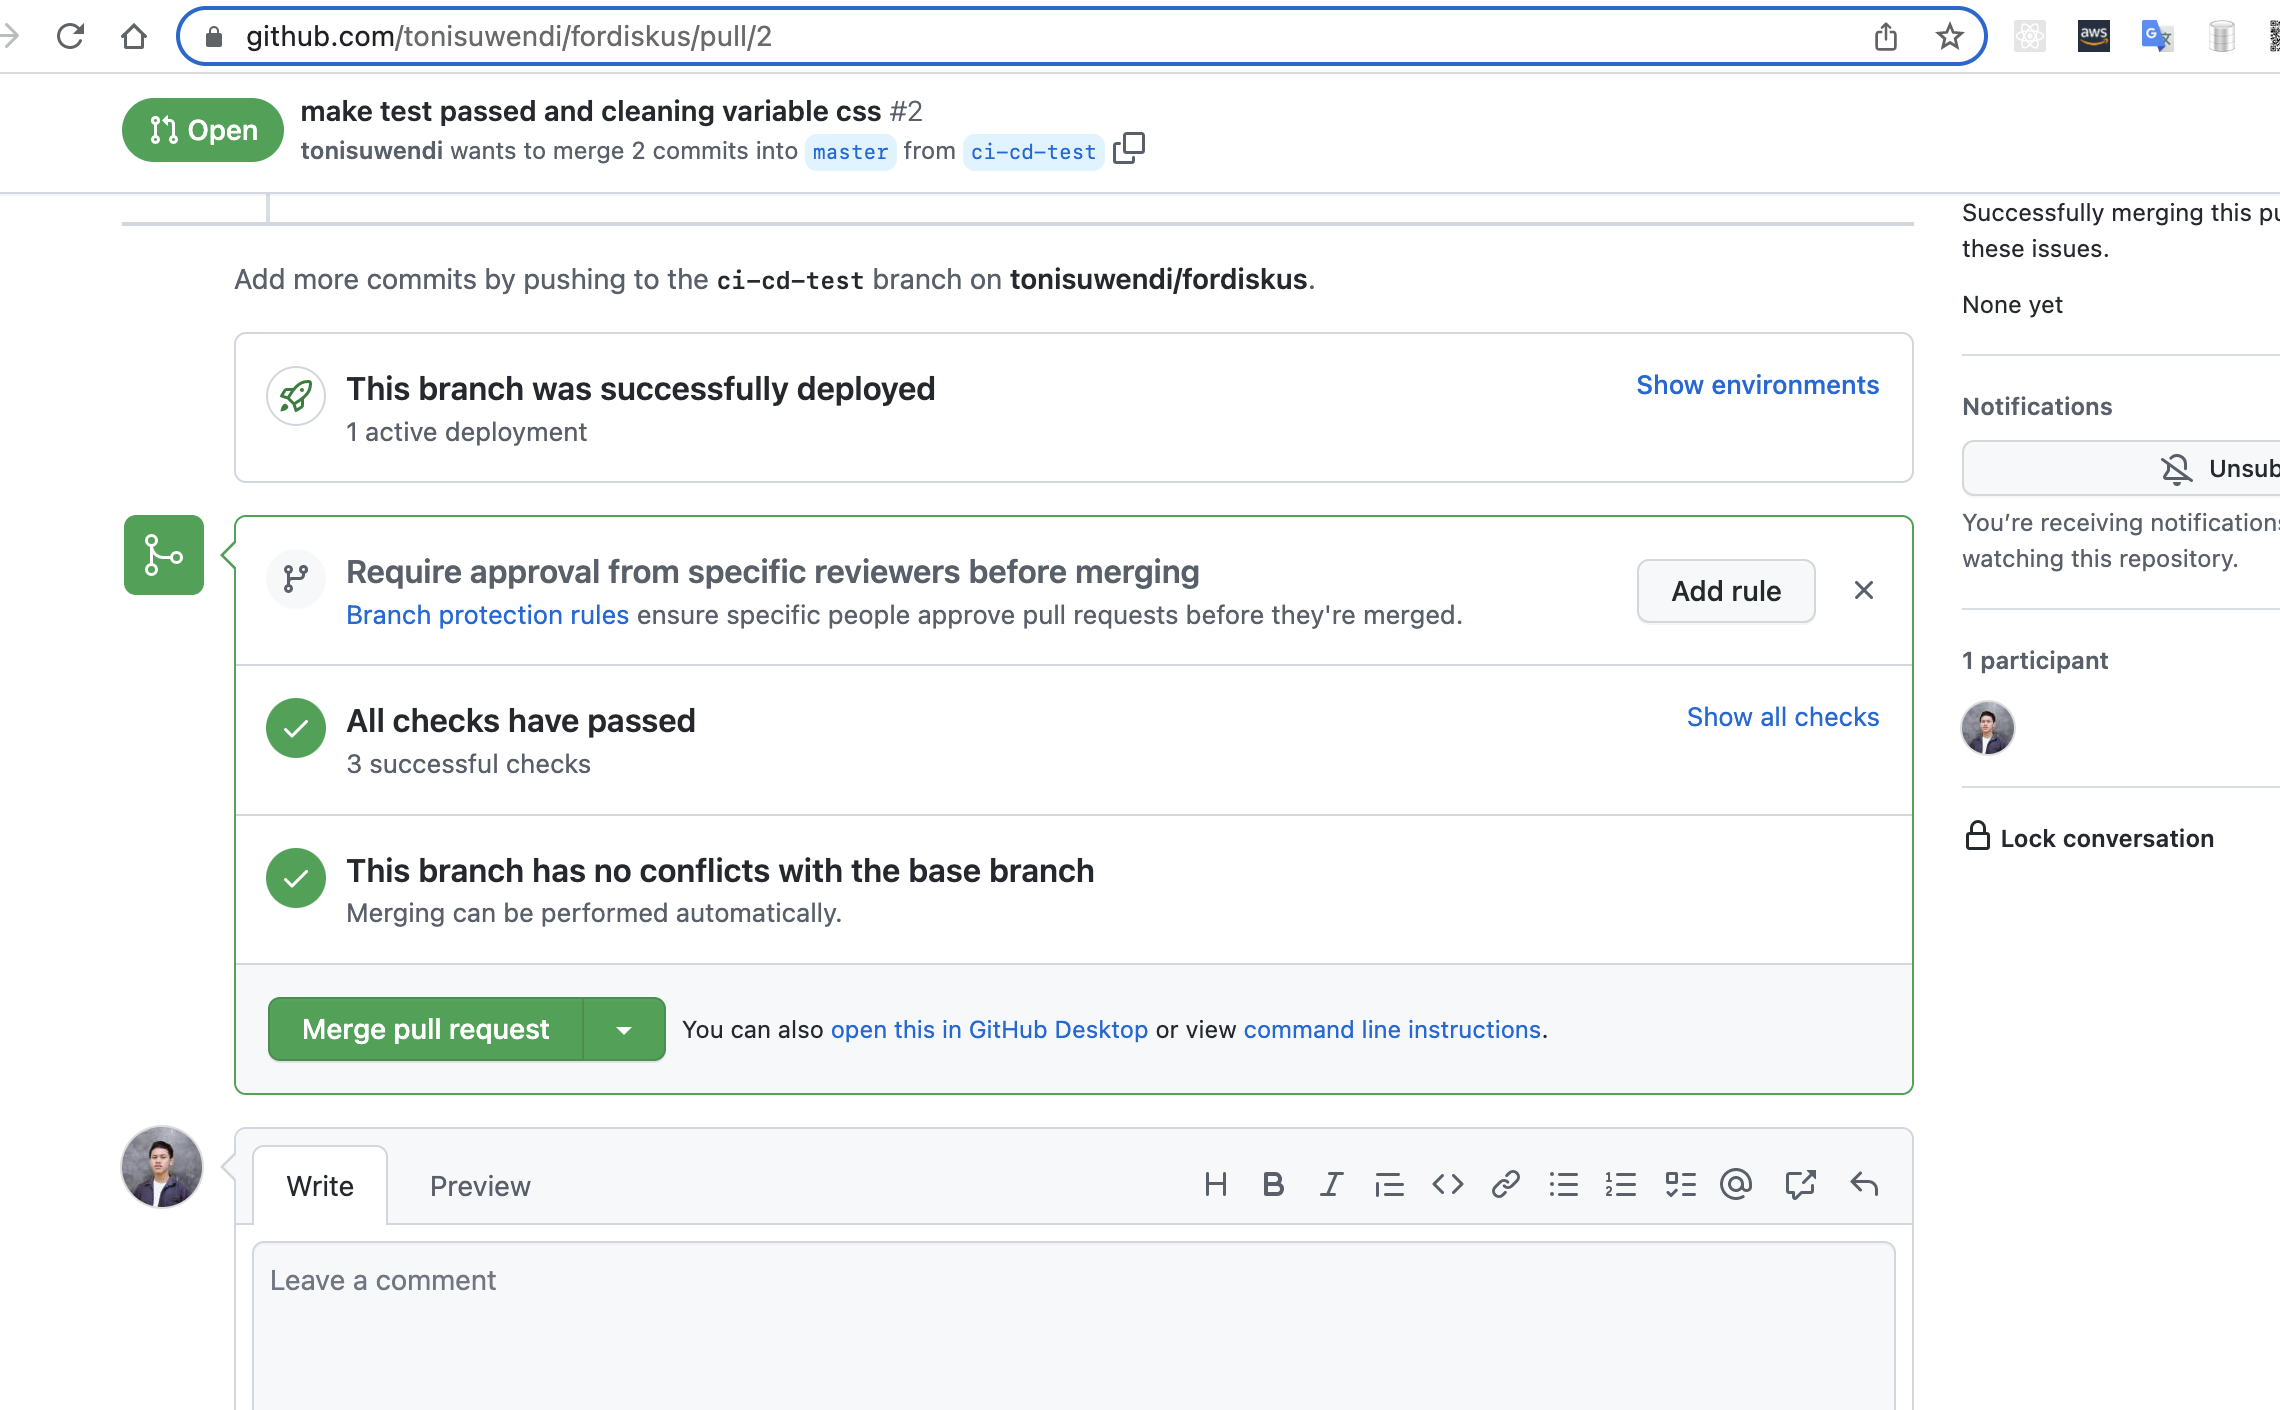 github.com/tonisuwendi/fordiskus/pull/2
aws
G
Open
make test passed and cleaning variable css #2
tonisuwendi wants to merge 2 commits into master from ci-cd-test
Successfully merging this
these issues.
None yet
Add more commits by pushing to the ci-cd-test branch on tonisuwendi/fordiskus.
This branch was successfully deployed
1 active deployment
Show environments
Notifications
You're receiving notifications
watching this repository.
Require approval from specific reviewers before merging
Branch protection rules ensure specific people approve pull requests before they're merged.
Add rule
1 participant
All checks have passed
3 successful checks
Show all checks
Lock conversation
This branch has no conflicts with the base branch
Merging can be performed automatically.
Merge pull request
You can also open this in GitHub Desktop or view command line instructions.
Write
Preview
Leave a comment